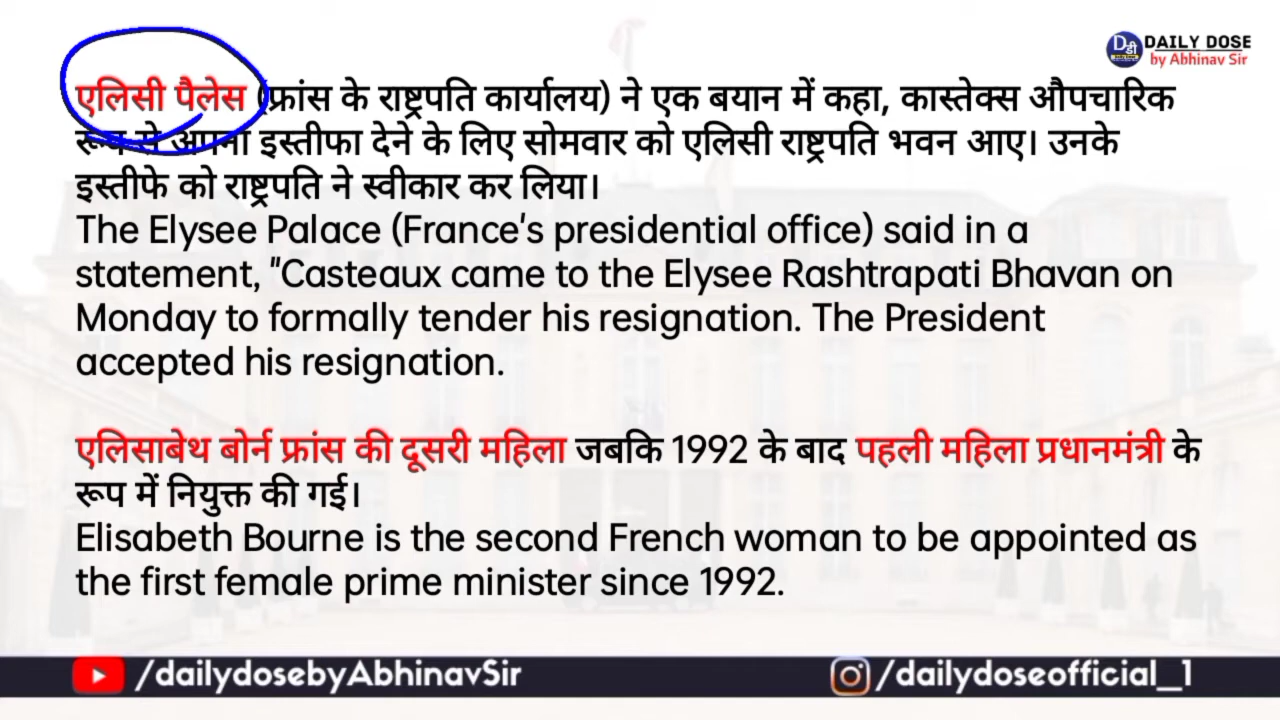 Dडी DAILY DOSE
by Abhinav Sir
एलिसी पैलेस (फ्रांस के राष्ट्रपति कार्यालय) ने एक बयान में कहा, कास्तेक्स औपचारिक
रूप से अपना इस्तीफा देने के लिए सोमवार को एलिसी राष्ट्रपति भवन आए। उनके
इस्तीफे को राष्ट्रपति ने स्वीकार कर लिया।
The Elysee Palace (France's presidential office) said in a
statement, "Casteaux came to the Elysee Rashtrapati Bhavan on
Monday to formally tender his resignation. The President
accepted his resignation.
एलिसाबेथ बोर्न फ्रांस की दूसरी महिला जबकि 1992 के बाद पहली महिला प्रधानमंत्री के
रूप में नियुक्त की गई।
Elisabeth Bourne is the second French woman to be appointed as
the first female prime minister since 1992.
/dailydosebyAbhinavSir /dailydoseofficial_1